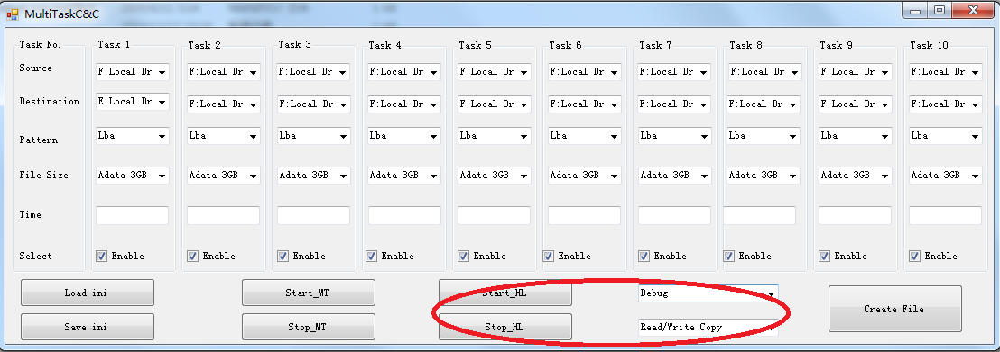 MultiTaskC&C
Task No. Task 1 Task 2 Task 3 Task 4 Task 5 Task 6 Task 7 Task 8 Task 9 Task 10
Source F:Local Dr F:Local Dr F:Local Dr F:Local Dr F:Local Dr F:Local Dr F:Local Dr F:Local Dr F:Local Dr F:Local Dr
Destination E:Local Dr F:Local Dr F:Local Dr F:Local Dr F:Local Dr F:Local Dr F:Local Dr F:Local Dr F:Local Dr F:Local Dr
Pattern Lba Lba Lba Lba Lba Lba Lba Lba Lba Lba
File Size Adata 3GB Adata 3GB Adata 3GB Adata 3GB Adata 3GB Adata 3GB Adata 3GB Adata 3GB Adata 3GB Adata 3GB
Time
Select Enable Enable Enable Enable Enable Enable Enable Enable Enable Enable
Load ini Start_MT Start_HL Debug
Create File
Save ini Stop_MT Stop_HL Read/Write Copy